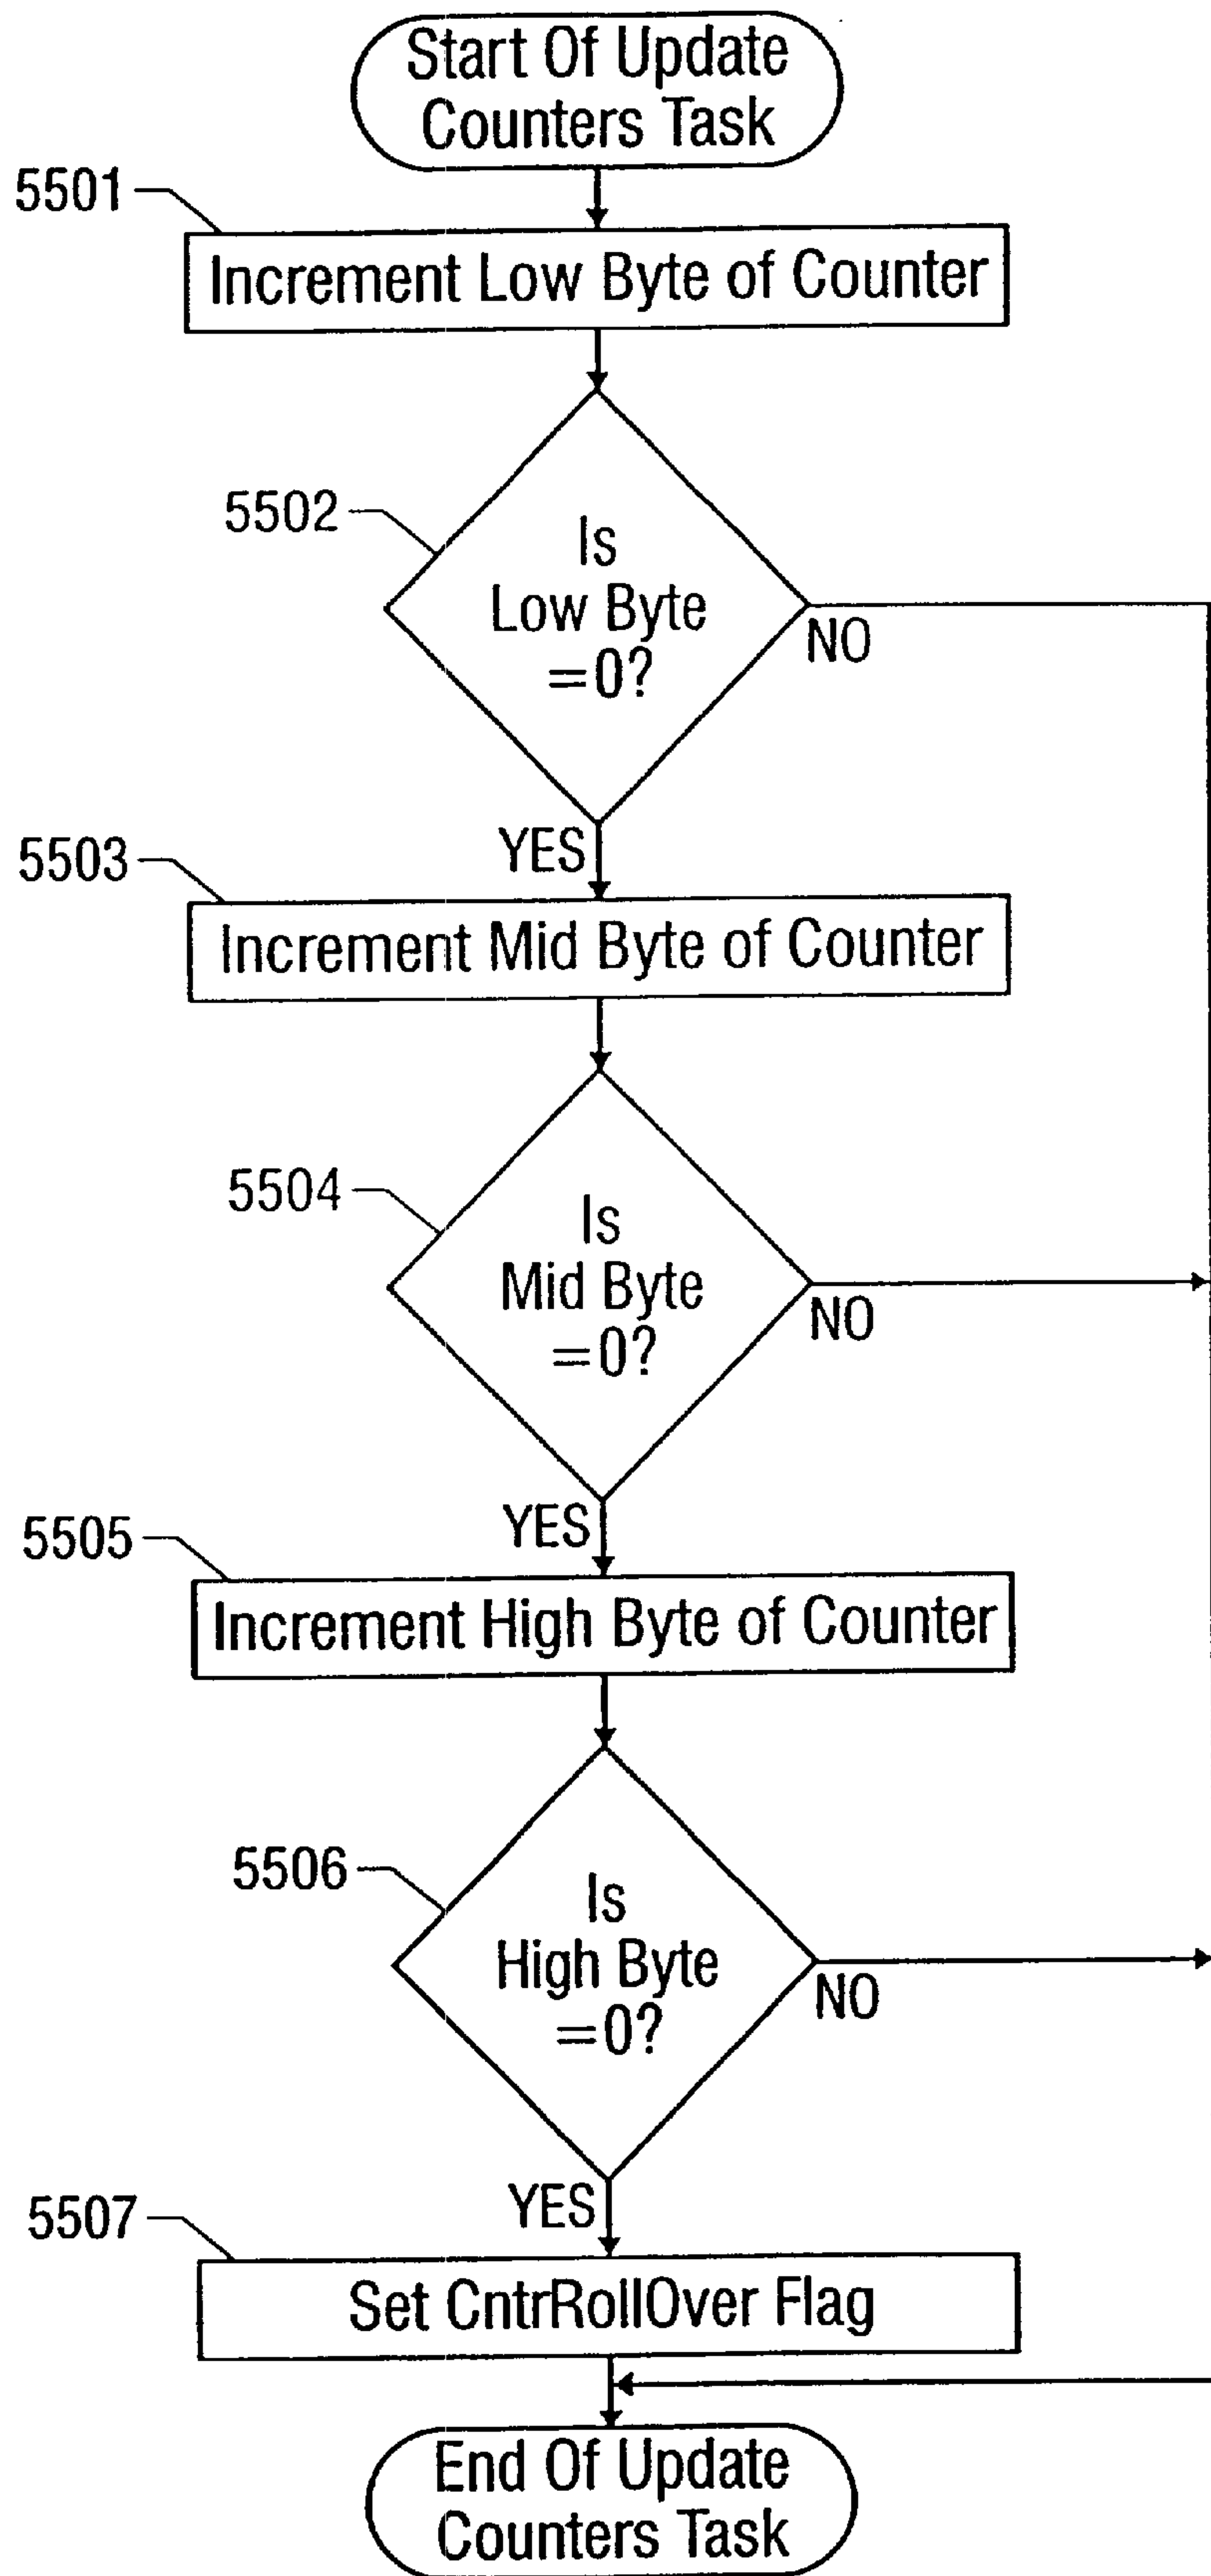 Start Of Update
Counters Task
5501
Increment Low Byte of Counter
5502
Is
Low Byte
=0?
NO
YES
5503
Increment Mid Byte of Counter
5504
Is
Mid Byte
=0?
NO
YES
5505
Increment High Byte of Counter
5506
Is
High Byte
=0?
NO
YES
5507
Set CntrRollOver Flag
End Of Update
Counters Task